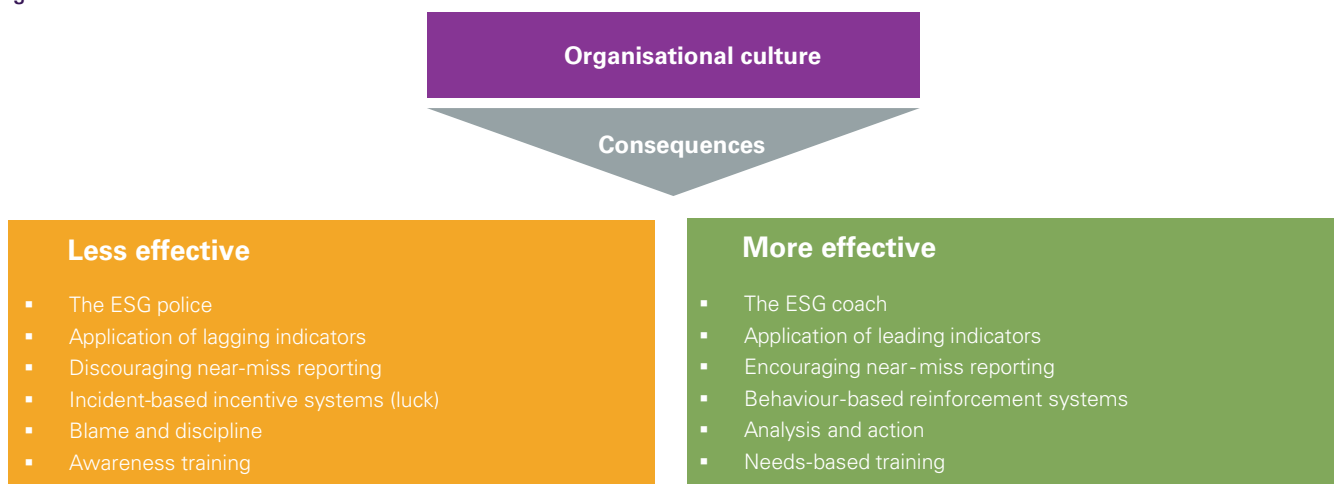 Organisational culture
Consequences
Less effective
▪ The ESG police
▪ Application of lagging indicators
▪ Discouraging near-miss reporting
▪ Incident-based incentive systems (luck)
▪ Blame and discipline
▪ Awareness training
More effective
▪ The ESG coach
▪ Application of leading indicators
▪ Encouraging near-miss reporting
▪ Behaviour-based reinforcement systems
▪ Analysis and action
▪ Needs-based training